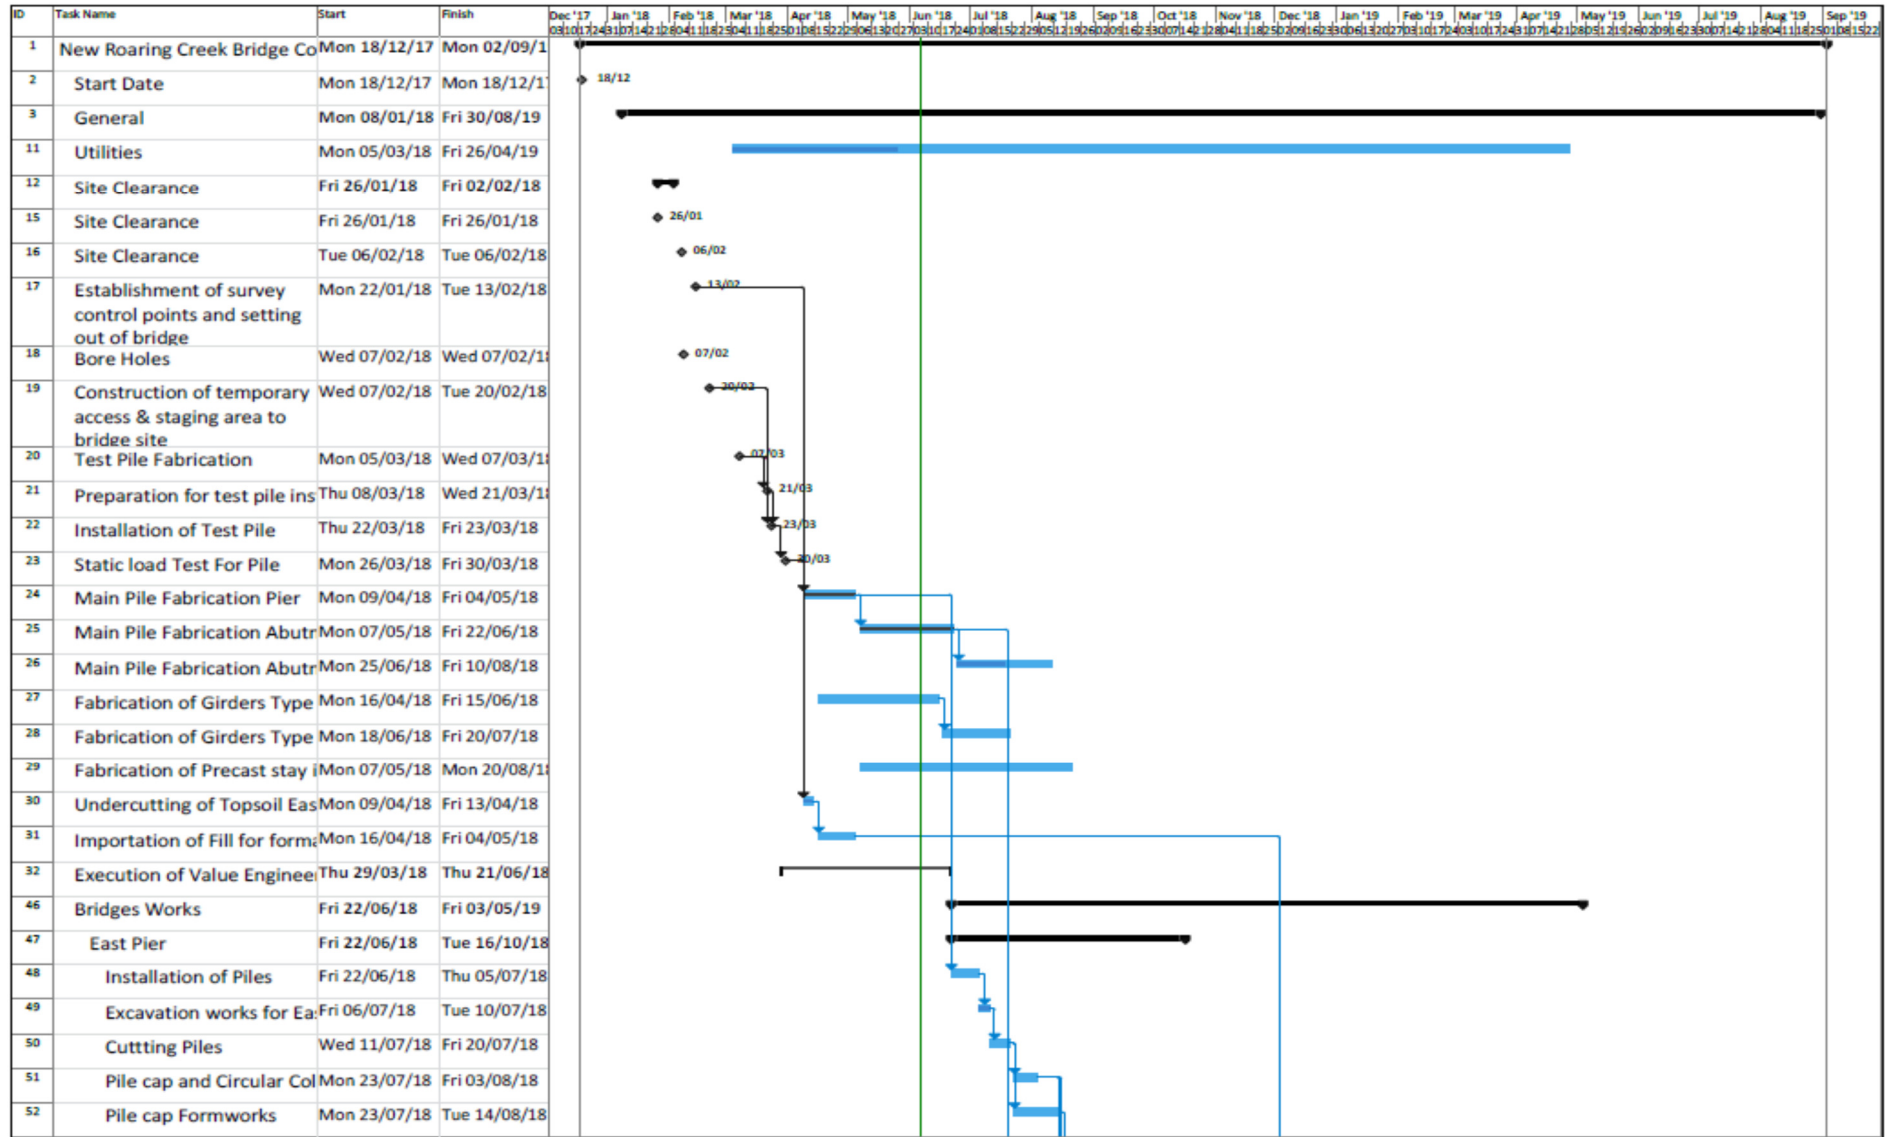 ID Task Name Start Finish Dec '17 Jan '18 Feb '18 Mar '18 Apr '18 May '18 Jun '18 Jul '18 Aug '18 Sep '18 Oct '18 Nov '18 Dec '18 Jan '19 Feb '19 Mar '19 Apr '19 May '19 Jun '19 Jul '19 Aug '19 Sep '19
1 New Roaring Creek Bridge Co Mon 18/12/17 Mon 02/09/1
2 Start Date Mon 18/12/17 Mon 18/12/1 18/12
3 General Mon 08/01/18 Fri 30/08/19
11 Utilities Mon 05/03/18 Fri 26/04/19
12 Site Clearance Fri 26/01/18 Fri 02/02/18
15 Site Clearance Fri 26/01/18 Fri 26/01/18 26/01
16 Site Clearance Tue 06/02/18 Tue 06/02/18 06/02
17 Establishment of survey Mon 22/01/18 Tue 13/02/18 13/02
control points and setting
out of bridge
18 Bore Holes Wed 07/02/18 Wed 07/02/1 07/02
19 Construction of temporary Wed 07/02/18 Tue 20/02/18 20/02
access & staging area to
bridge site
20 Test Pile Fabrication Mon 05/03/18 Wed 07/03/1 07/03
21 Preparation for test pile ins Thu 08/03/18 Wed 21/03/1 21/03
22 Installation of Test Pile Thu 22/03/18 Fri 23/03/18 23/03
23 Static load Test For Pile Mon 26/03/18 Fri 30/03/18 30/03
24 Main Pile Fabrication Pier Mon 09/04/18 Fri 04/05/18
25 Main Pile Fabrication Abutr Mon 07/05/18 Fri 22/06/18
26 Main Pile Fabrication Abutr Mon 25/06/18 Fri 10/08/18
27 Fabrication of Girders Type Mon 16/04/18 Fri 15/06/18
28 Fabrication of Girders Type Mon 18/06/18 Fri 20/07/18
29 Fabrication of Precast stay i Mon 07/05/18 Mon 20/08/1
30 Undercutting of Topsoil Eas Mon 09/04/18 Fri 13/04/18
31 Importation of Fill for forma Mon 16/04/18 Fri 04/05/18
32 Execution of Value Enginee Thu 29/03/18 Thu 21/06/18
46 Bridges Works Fri 22/06/18 Fri 03/05/19
47 East Pier Fri 22/06/18 Tue 16/10/18
48 Installation of Piles Fri 22/06/18 Thu 05/07/18
49 Excavation works for Ea Fri 06/07/18 Tue 10/07/18
50 Cuttting Piles Wed 11/07/18 Fri 20/07/18
51 Pile cap and Circular Col Mon 23/07/18 Fri 03/08/18
52 Pile cap Formworks Mon 23/07/18 Tue 14/08/18